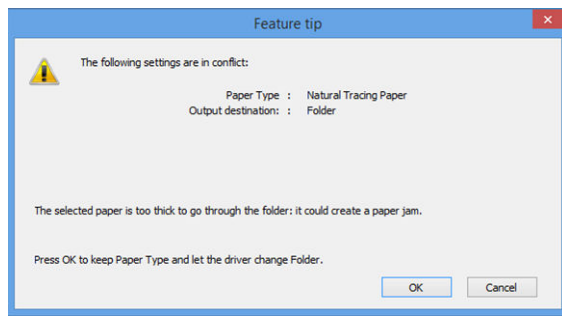 Feature tip
The following settings are in conflict:
Paper Type : Natural Tracing Paper
Output destination: : Folder
The selected paper is too thick to go through the folder: it could create a paper jam.
Press OK to keep Paper Type and let the driver change Folder.
OK Cancel